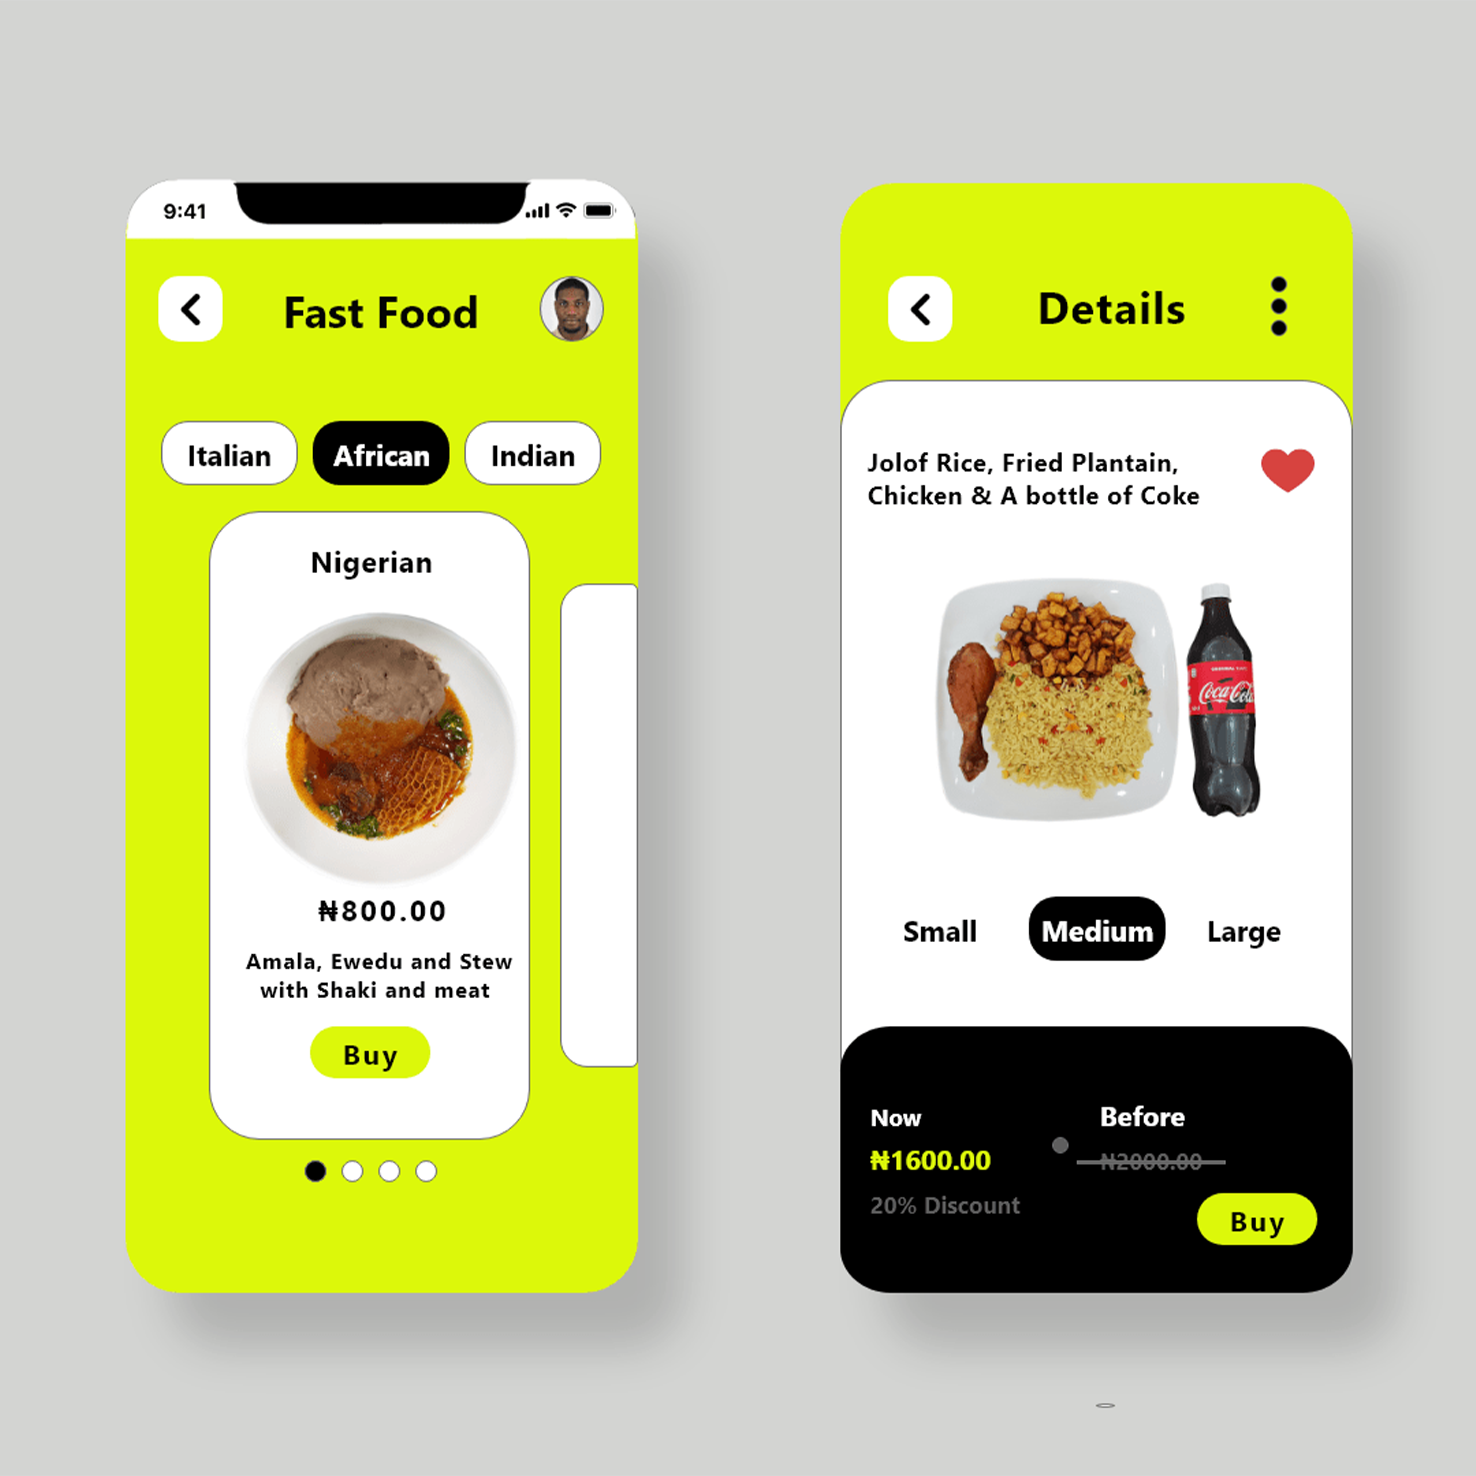 9:41
Fast Food
Italian
African
Indian
Nigerian
₦800.00
Amala, Ewedu and Stew
with Shaki and meat
Buy
Details
Jolof Rice, Fried Plantain,
Chicken & A bottle of Coke
Coca-Cola
Small
Medium
Large
Now
Before
₦1600.00
₦2000.00
20% Discount
Buy